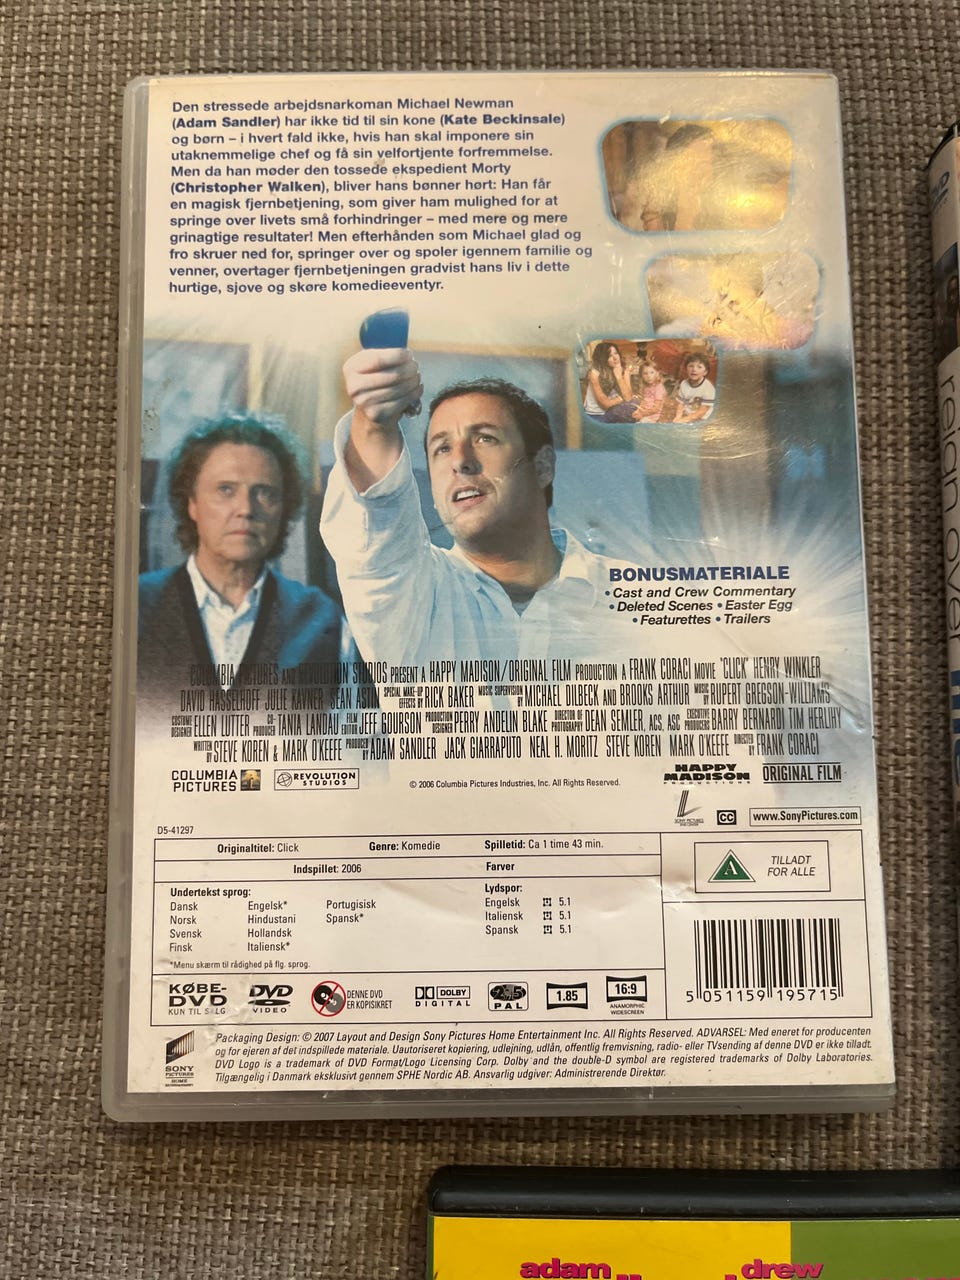 Den stressede arbejdsnarkoman Michael Newman
(Adam Sandler) har ikke tid til sin kone (Kate Beckinsale)
og børn – i hvert fald ikke, hvis han skal imponere sin
utaknemmelige chef og få sin velfortjente forfremmelse.
Men da han møder den tossede ekspedient Morty
(Christopher Walken), bliver hans bønner hørt: Han får
en magisk fjernbetjening, som giver ham mulighed for at
springe over livets små forhindringer – med mere og mere
grinagtige resultater! Men efterhånden som Michael glad og
fro skruer ned for, springer over og spoler igennem familie og
venner, overtager fjernbetjeningen gradvist hans liv i dette
hurtige, sjove og skøre komedieeventyr.
BONUSMATERIALE
• Cast and Crew Commentary
• Deleted Scenes • Easter Egg
• Featurettes • Trailers
COLUMBIA PICTURES AND REVOLUTION STUDIOS PRESENT A HAPPY MADISON/ORIGINAL FILM PRODUCTION A FRANK CORACI MOVIE "CLICK" HENRY WINKLER
DAVID HASSELHOFF JULIE KAVNER SEAN ASTIN SPECIAL MAKE-UP EFFECTS BY RICK BAKER MUSIC SUPERVISION BY MICHAEL DILBECK AND BROOKS ARTHUR MUSIC BY RUPERT GREGSON-WILLIAMS
COSTUME DESIGNER ELLEN LUTTER CO-PRODUCER TANIA LANDAU FILM EDITOR JEFF GOURSON PRODUCTION DESIGNER PERRY ANDELIN BLAKE DIRECTOR OF PHOTOGRAPHY DEAN SEMLER, ACS, ASC EXECUTIVE PRODUCERS BARRY BERNARDI TIM HERLIHY
WRITTEN BY STEVE KOREN & MARK O'KEEFE PRODUCED BY ADAM SANDLER JACK GIARRAPUTO NEAL H. MORITZ STEVE KOREN MARK O'KEEFE DIRECTED BY FRANK CORACI
COLUMBIA PICTURES
REVOLUTION STUDIOS
© 2006 Columbia Pictures Industries, Inc. All Rights Reserved.
HAPPY MADISON PRODUCTIONS
ORIGINAL FILM
SONY PICTURES
CC
www.SonyPictures.com
D5-41297
Originaltitel: Click Genre: Komedie Spilletid: Ca 1 time 43 min.
Indspillet: 2006 Farver
Undertekst sprog:
Dansk Engelsk* Portugisisk
Norsk Hindustani Spansk*
Svensk Hollandsk
Finsk Italiensk*
*Menu skærm til rådighed på flg. sprog.
Lydspor:
Engelsk 5.1
Italiensk 5.1
Spansk 5.1
A
TILLADT
FOR ALLE
KØBE-
DVD
KUN TIL SALG
DVD
VIDEO
DENNE DVD
ER KOPISIKRET
DOLBY
DIGITAL
PAL
1.85
16:9
ANAMORPHIC
WIDESCREEN
5 051159 195715
SONY
PICTURES
HOME
ENTERTAINMENT
Packaging Design: © 2007 Layout and Design Sony Pictures Home Entertainment Inc. All Rights Reserved. ADVARSEL: Med eneret for producenten
og for ejeren af det indspillede materiale. Uautoriseret kopiering, udlejning, udlån, offentlig fremvisning, radio- eller TVsending af denne DVD er ikke tilladt.
DVD Logo is a trademark of DVD Format/Logo Licensing Corp. Dolby and the double-D symbol are registered trademarks of Dolby Laboratories.
Tilgængelig i Danmark eksklusivt gennem SPHE Nordic AB. Ansvarlig udgiver: Administrerende Direktør.
reign over me
adam
drew